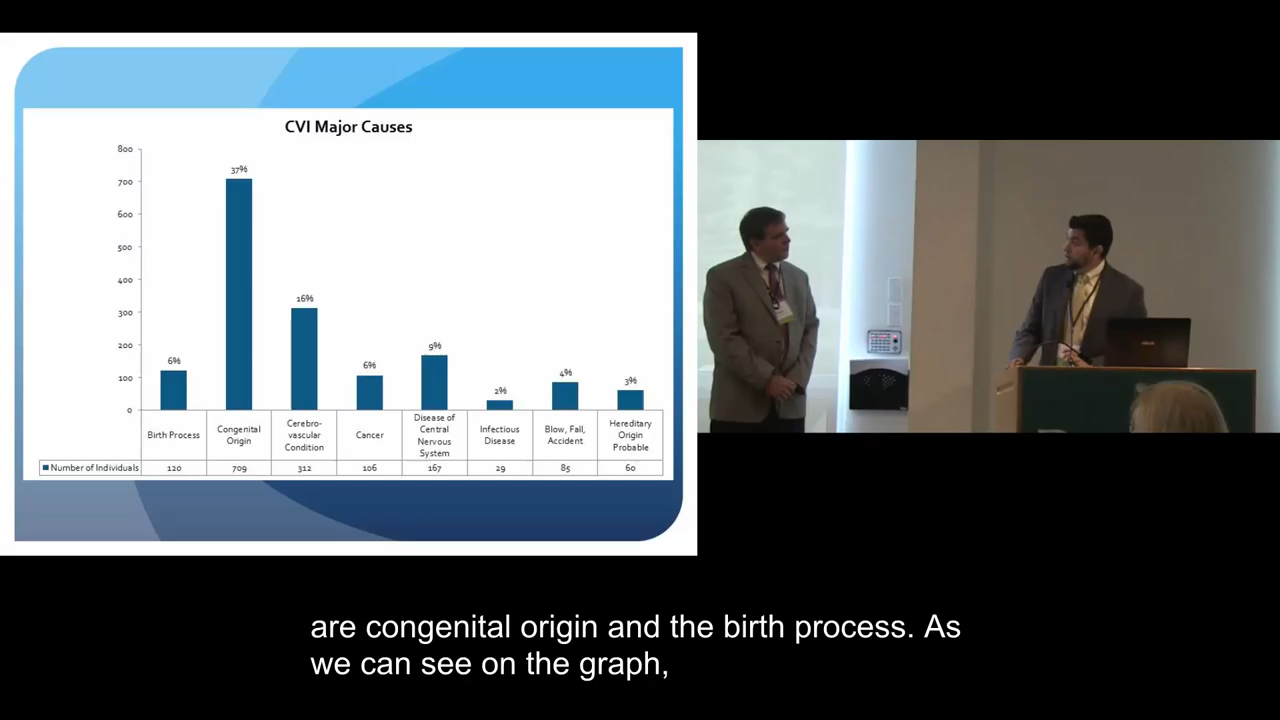 CVI Major Causes
800
700
600
500
400
300
200
100
0
6%
37%
16%
6%
9%
2%
4%
3%
Birth Process
Congenital
Origin
Cerebro-
vascular
Condition
Cancer
Disease of
Central
Nervous
System
Infectious
Disease
Blow, Fall,
Accident
Hereditary
Origin
Probable
Number of Individuals 120 709 312 106 167 29 85 60
are congenital origin and the birth process. As
we can see on the graph,